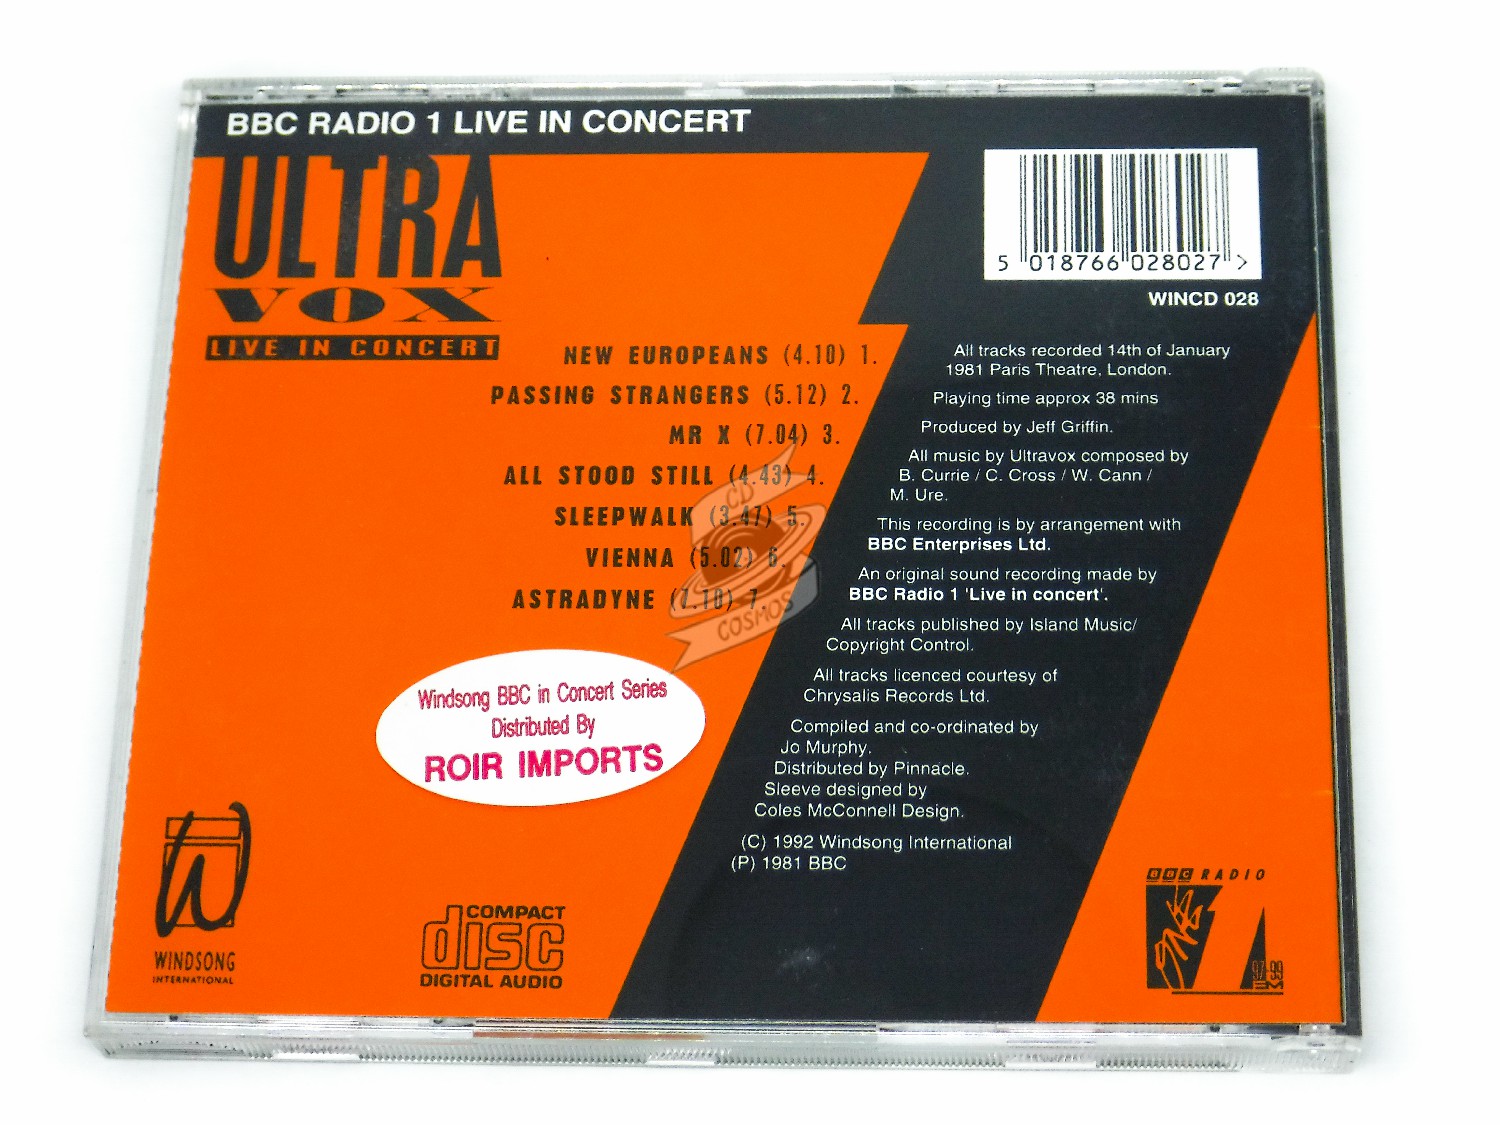 BBC RADIO 1 LIVE IN CONCERT
ULTRA
VOX
LIVE IN CONCERT
5 018766 028027 >
WINCD 028
NEW EUROPEANS (4.10) 1.
PASSING STRANGERS (5.12) 2.
MR X (7.04) 3.
ALL STOOD STILL (4.43) 4.
SLEEPWALK (3.47) 5.
VIENNA (5.02) 6.
ASTRADYNE (7.10) 7.
CD
COSMOS
All tracks recorded 14th of January
1981 Paris Theatre, London.
Playing time approx 38 mins
Produced by Jeff Griffin.
All music by Ultravox composed by
B. Currie / C. Cross / W. Cann /
M. Ure.
This recording is by arrangement with
BBC Enterprises Ltd.
An original sound recording made by
BBC Radio 1 'Live in concert'.
All tracks published by Island Music/
Copyright Control.
All tracks licenced courtesy of
Chrysalis Records Ltd.
Compiled and co-ordinated by
Jo Murphy.
Distributed by Pinnacle.
Sleeve designed by
Coles McConnell Design.
(C) 1992 Windsong International
(P) 1981 BBC
Windsong BBC in Concert Series
Distributed By
ROIR IMPORTS
WINDSONG
INTERNATIONAL
COMPACT
disc
DIGITAL AUDIO
BBC RADIO
1
97-99
FM